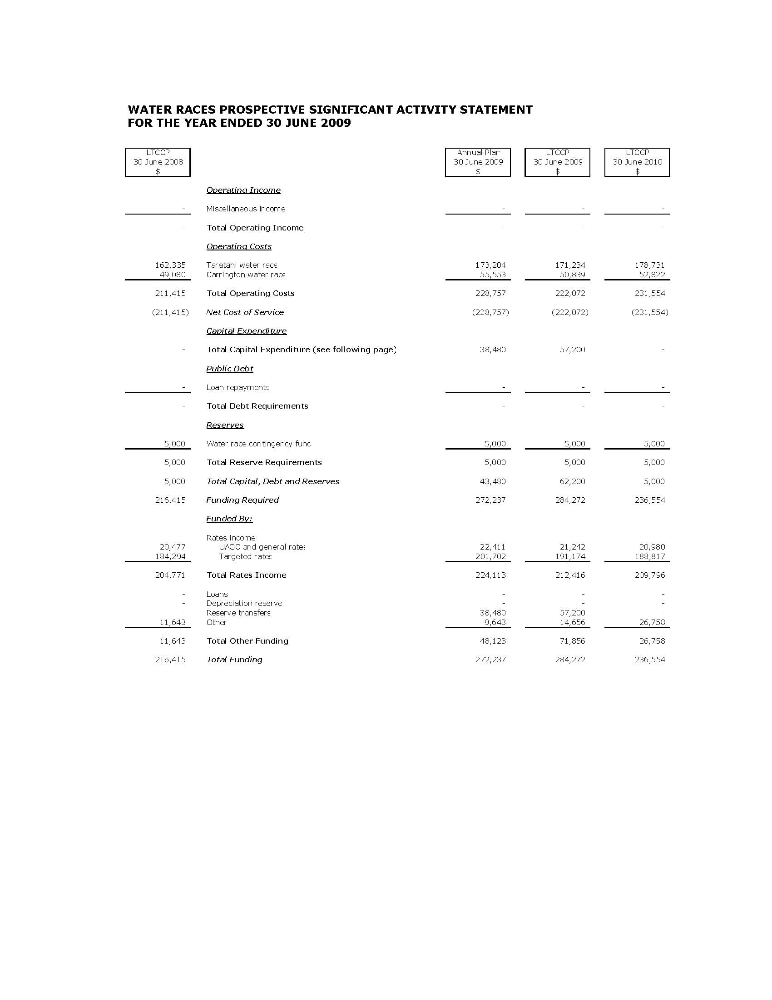 WATER RACES PROSPECTIVE SIGNIFICANT ACTIVITY STATEMENT
FOR THE YEAR ENDED 30 JUNE 2009
LTCCP Annual Plan LTCCP LTCCP
30 June 2008 30 June 2009 30 June 2009 30 June 2010
$ $ $ $
Operating Income
- Miscellaneous income - - -
- Total Operating Income - - -
Operating Costs
162,335 Taratahi water race 173,204 171,234 178,731
49,080 Carrington water race 55,553 50,839 52,822
211,415 Total Operating Costs 228,757 222,072 231,554
(211,415) Net Cost of Service (228,757) (222,072) (231,554)
Capital Expenditure
- Total Capital Expenditure (see following page) 38,480 57,200 -
Public Debt
- Loan repayments - - -
- Total Debt Requirements - - -
Reserves
5,000 Water race contingency fund 5,000 5,000 5,000
5,000 Total Reserve Requirements 5,000 5,000 5,000
5,000 Total Capital, Debt and Reserves 43,480 62,200 5,000
216,415 Funding Required 272,237 284,272 236,554
Funded By:
Rates income
20,477 UAGC and general rates 22,411 21,242 20,980
184,294 Targeted rates 201,702 191,174 188,817
204,771 Total Rates Income 224,113 212,416 209,796
- Loans - - -
- Depreciation reserve - - -
- Reserve transfers 38,480 57,200 -
11,643 Other 9,643 14,656 26,758
11,643 Total Other Funding 48,123 71,856 26,758
216,415 Total Funding 272,237 284,272 236,554